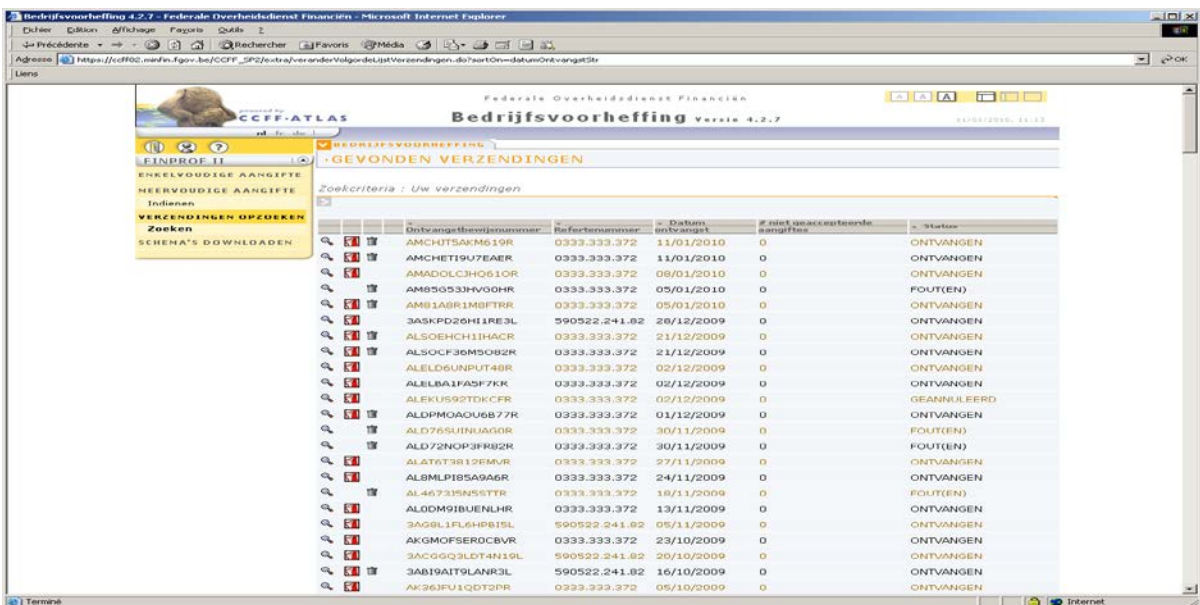 Bedrijfsvoorheffing 4.2.7 - Federale Overheidsdienst Financiën - Microsoft Internet Explorer
Fichier Edition Affichage Favoris Outils ?
Précédente Rechercher Favoris Média
Adresse https://ccff02.minfin.fgov.be/CCFF_SP2/extra/veranderVolgordeLijstVerzendingen.do?sortOn=datumOntvangstStr OK
Liens
Federale Overheidsdienst Financiën A A A
powered by
CCFF-ATLAS Bedrijfsvoorheffing Versie 4.2.7 11/01/2010, 11:13
nl fr de
BEDRIJFSVOORHEFFING
FINPROF II
GEVONDEN VERZENDINGEN
ENKELVOUDIGE AANGIFTE
MEERVOUDIGE AANGIFTE
Indienen
VERZENDINGEN OPZOEKEN
Zoeken
SCHEMA'S DOWNLOADEN
Zoekcriteria : Uw verzendingen
Ontvangstbewijsnummer Refertenummer Datum ontvangst # niet geaccepteerde aangiftes Status
AMCHJT5AKM619R 0333.333.372 11/01/2010 0 ONTVANGEN
AMCHETI9U7EAER 0333.333.372 11/01/2010 0 ONTVANGEN
AMADOLCJHQ61OR 0333.333.372 08/01/2010 0 ONTVANGEN
AM85G53JHVG0HR 0333.333.372 05/01/2010 0 FOUT(EN)
AM81A8R1M8FTRR 0333.333.372 05/01/2010 0 ONTVANGEN
3ASKPD26HI1RE3L 590522.241.82 28/12/2009 0 ONTVANGEN
ALSOEHCH1IHACR 0333.333.372 21/12/2009 0 ONTVANGEN
ALSOCF36M5O82R 0333.333.372 21/12/2009 0 ONTVANGEN
ALELD6UNPUT48R 0333.333.372 02/12/2009 0 ONTVANGEN
ALELBA1FA5F7KR 0333.333.372 02/12/2009 0 ONTVANGEN
ALEKUS92TDKCFR 0333.333.372 02/12/2009 0 GEANNULEERD
ALDPMOAOU6B77R 0333.333.372 01/12/2009 0 ONTVANGEN
ALD76SUINUAG0R 0333.333.372 30/11/2009 0 FOUT(EN)
ALD72NOP3FR82R 0333.333.372 30/11/2009 0 FOUT(EN)
ALAT6T3812EMVR 0333.333.372 27/11/2009 0 ONTVANGEN
AL8MLPI85A9A6R 0333.333.372 24/11/2009 0 ONTVANGEN
AL4673J5N5STTR 0333.333.372 18/11/2009 0 FOUT(EN)
AL0DM9IBUENLHR 0333.333.372 13/11/2009 0 ONTVANGEN
3AG8L1FL6HPBI5L 590522.241.82 05/11/2009 0 ONTVANGEN
AKGMOFSER0CBVR 0333.333.372 23/10/2009 0 ONTVANGEN
3ACGGQ3LDT4N19L 590522.241.82 20/10/2009 0 ONTVANGEN
3ABI9AIT9LANR3L 590522.241.82 16/10/2009 0 ONTVANGEN
AK36JFU1QDT2PR 0333.333.372 05/10/2009 0 ONTVANGEN
Terminé Internet